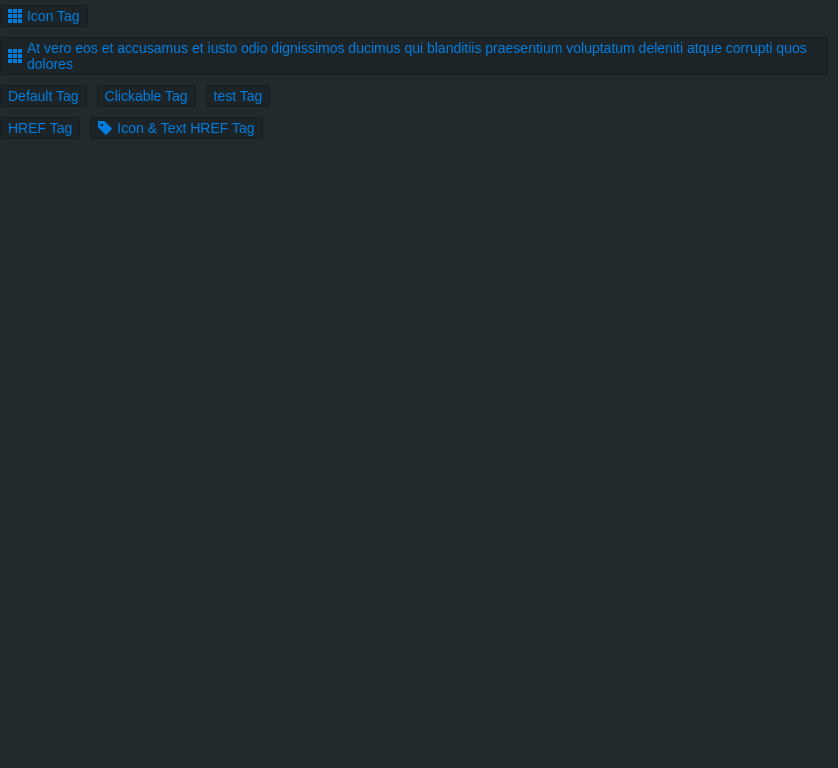 Icon Tag
At vero eos et accusamus et iusto odio dignissimos ducimus qui blanditiis praesentium voluptatum deleniti atque corrupti quos
dolores
Default Tag Clickable Tag test Tag
HREF Tag Icon & Text HREF Tag